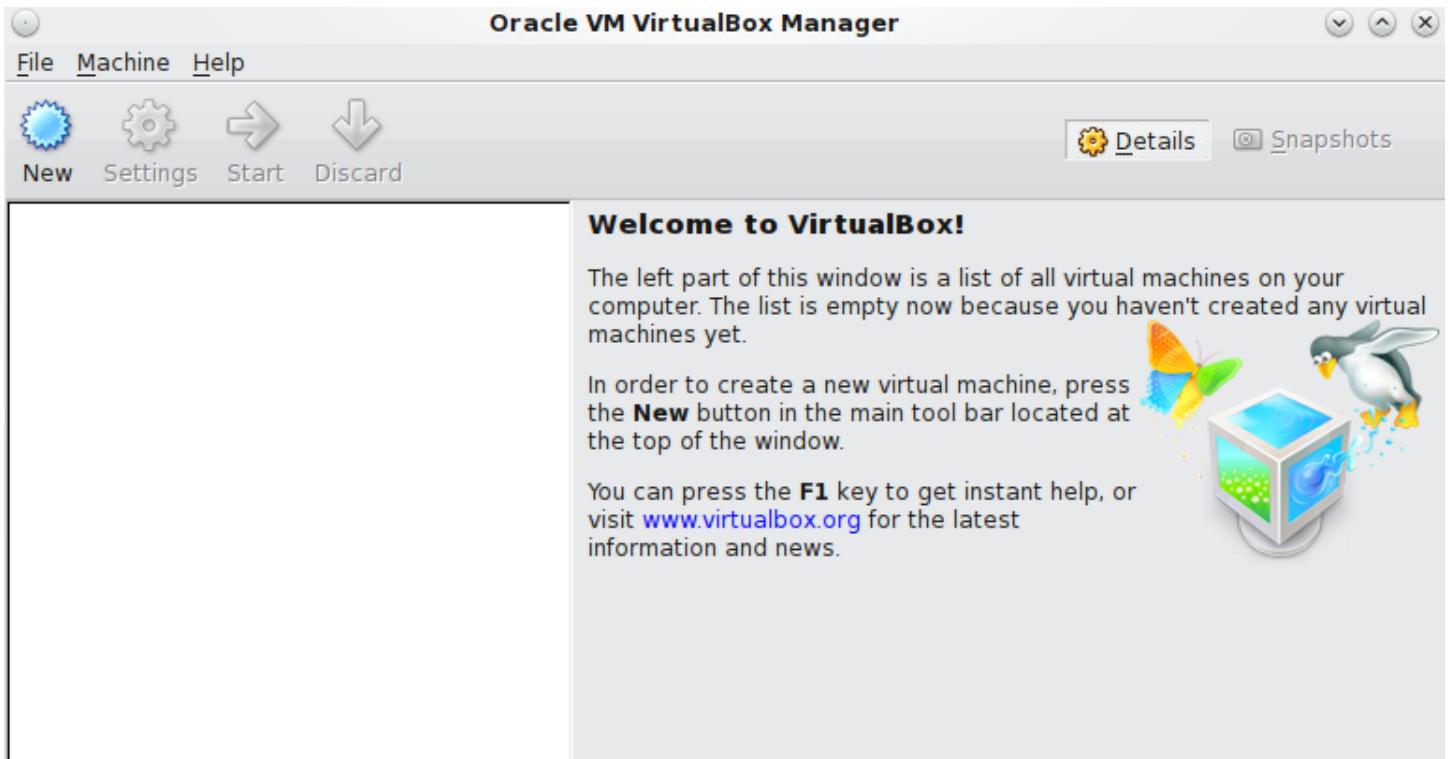 Oracle VM VirtualBox Manager
File Machine Help
New Settings Start Discard
Details Snapshots
Welcome to VirtualBox!
The left part of this window is a list of all virtual machines on your
computer. The list is empty now because you haven't created any virtual
machines yet.
In order to create a new virtual machine, press
the New button in the main tool bar located at
the top of the window.
You can press the F1 key to get instant help, or
visit www.virtualbox.org for the latest
information and news.